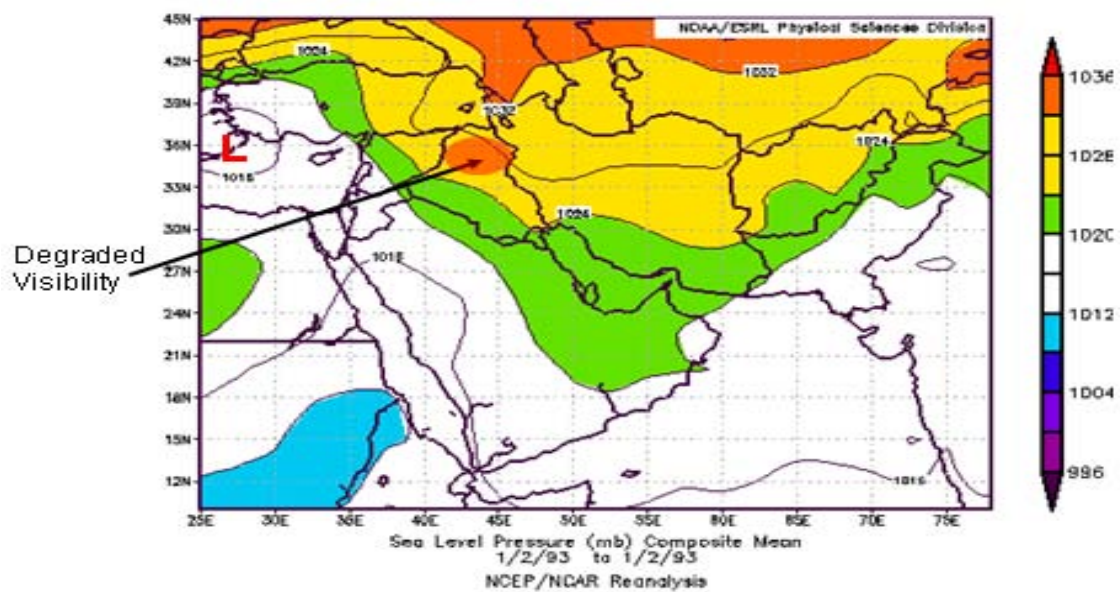 45N
42N
39N
36N
33N
30N
27N
24N
21N
18N
15N
12N
NOAA/ESRL Physical Sciences Division
1024
1032
1032
1024
L
1016
1024
1016
1016
Degraded
Visibility
25E 30E 35E 40E 45E 50E 55E 60E 65E 70E 75E
Sea Level Pressure (mb) Composite Mean
1/2/93 to 1/2/93
NCEP/NCAR Reanalysis
1036
1028
1020
1012
1004
996